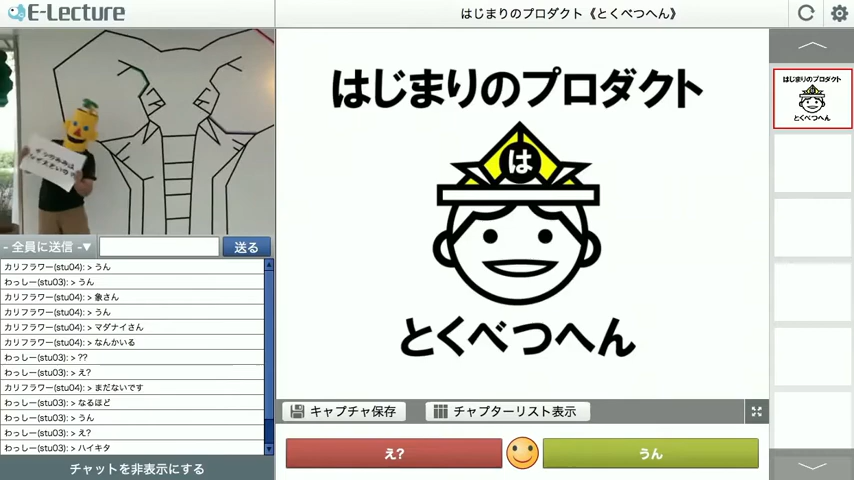 E-Lecture
はじまりのプロダクト《とくべつへん》
はじまりのプロダクト
は
とくべつへん
はじまりのプロダクト
とくべつへん
- 全員に送信 -▼
送る
カリフラワー(stu04): > うん
わっしー(stu03): > うん
カリフラワー(stu04): > 象さん
カリフラワー(stu04): > うん
カリフラワー(stu04): > マダナイさん
カリフラワー(stu04): > なんかいる
わっしー(stu03): > ??
わっしー(stu03): > え?
カリフラワー(stu04): > まだないです
わっしー(stu03): > なるほど
わっしー(stu03): > うん
わっしー(stu03): > え?
わっしー(stu03): > ハイキタ
チャットを非表示にする
キャプチャ保存
チャプターリスト表示
え?
うん